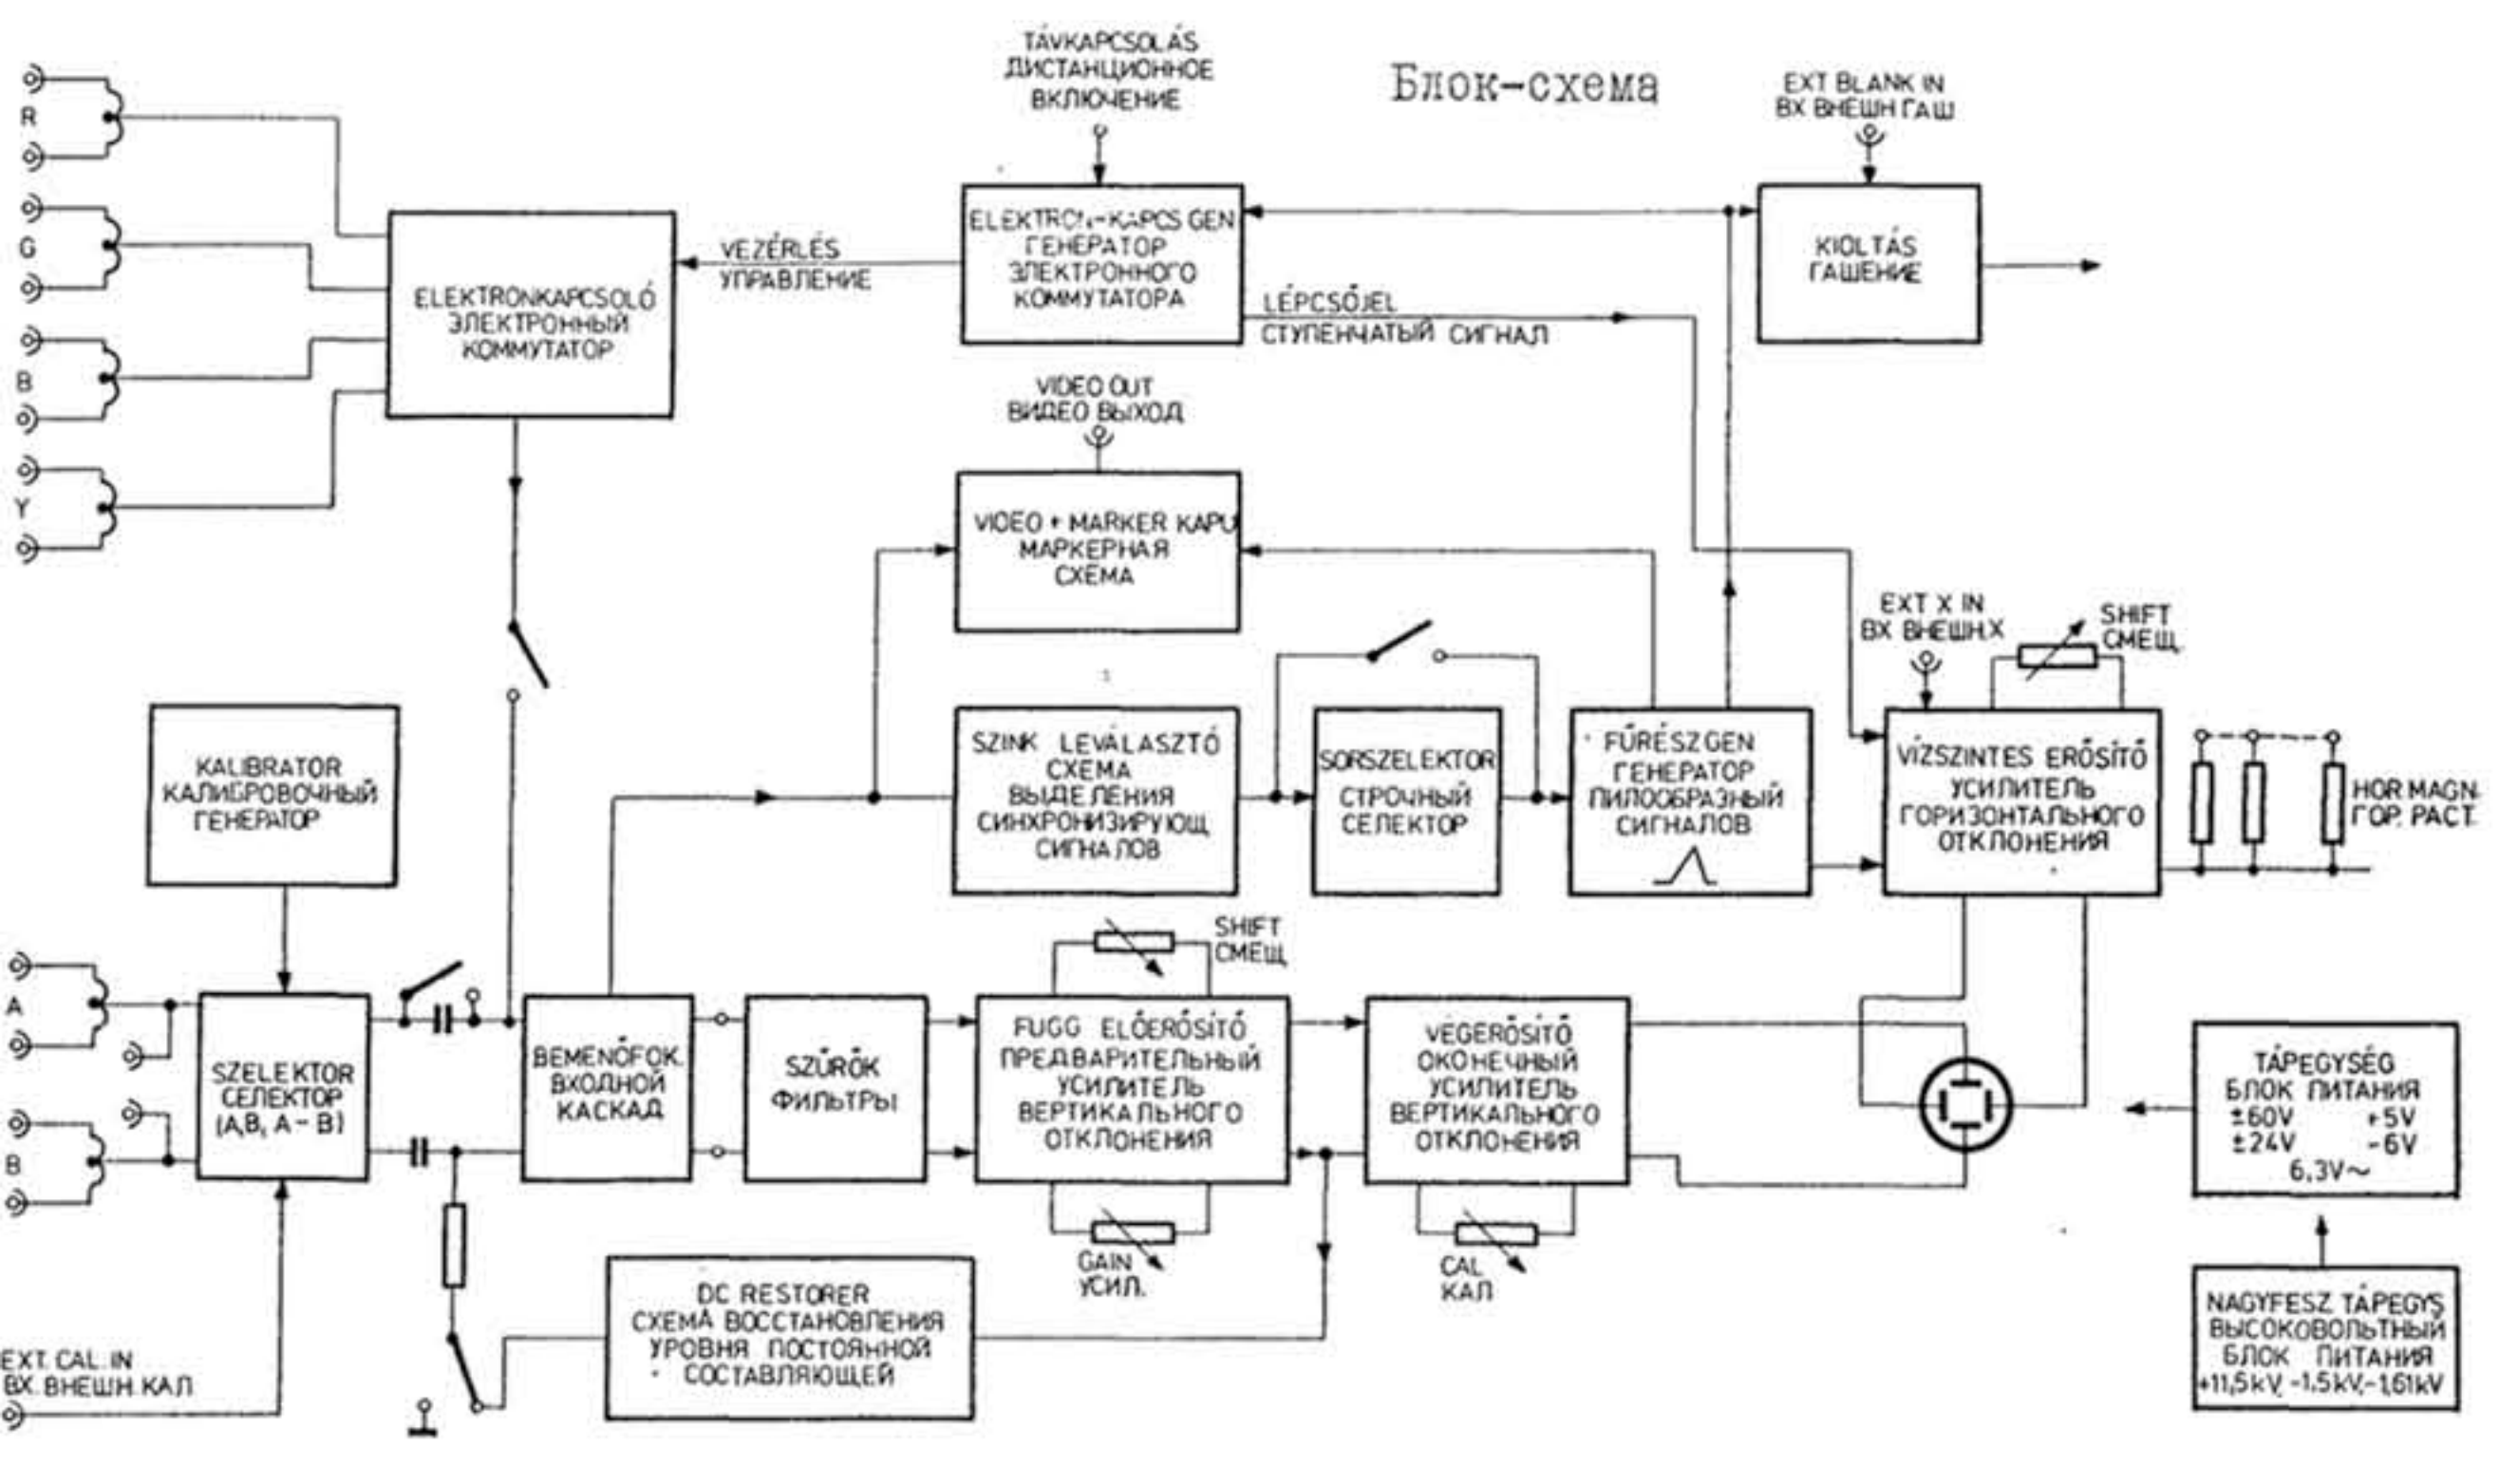 Блок-схема
TÁVKAPCSOLÁS
ДИСТАНЦИОННОЕ
ВКЛЮЧЕНИЕ
EXT BLANK IN
ВХ ВНЕШН ГАШ
R
G
B
Y
ELEKTRONKAPCSOLÓ
ЭЛЕКТРОННЫЙ
КОММУТАТОР
VEZÉRLÉS
УПРАВЛЕНИЕ
ELEKTRON-KAPCS GEN
ГЕНЕРАТОР
ЭЛЕКТРОННОГО
КОММУТАТОРА
LÉPCSŐJEL
СТУПЕНЧАТЫЙ СИГНАЛ
KIOLTÁS
ГАШЕНИЕ
VIDEO OUT
ВИДЕО ВЫХОД
VIDEO + MARKER KAPU
МАРКЕРНАЯ
СХЕМА
EXT X IN
ВХ ВНЕШН.X
SHIFT
СМЕЩ.
KALIBRATOR
КАЛИБРОВОЧНЫЙ
ГЕНЕРАТОР
SZINK LEVÁLASZTÓ
СХЕМА
ВЫДЕЛЕНИЯ
СИНХРОНИЗИРУЮЩ
СИГНАЛОВ
SORSZELEKTOR
СТРОЧНЫЙ
СЕЛЕКТОР
FŰRÉSZGEN
ГЕНЕРАТОР
ПИЛООБРАЗНЫЙ
СИГНАЛОВ
VÍZSZINTES ERŐSÍTŐ
УСИЛИТЕЛЬ
ГОРИЗОНТАЛЬНОГО
ОТКЛОНЕНИЯ
HOR MAGN.
ГОР. РАСТ.
A
B
SZELEKTOR
СЕЛЕКТОР
(A,B, A-B)
BEMENŐFOK.
ВХОДНОЙ
КАСКАД
SZŰRŐK
ФИЛЬТРЫ
SHIFT
СМЕЩ
FUGG ELŐERŐSÍTŐ
ПРЕДВАРИТЕЛЬНЫЙ
УСИЛИТЕЛЬ
ВЕРТИКАЛЬНОГО
ОТКЛОНЕНИЯ
GAIN
УСИЛ.
VÉGERŐSÍTŐ
ОКОНЕЧНЫЙ
УСИЛИТЕЛЬ
ВЕРТИКАЛЬНОГО
ОТКЛОНЕНИЯ
CAL
КАЛ
TÁPEGYSÉG
БЛОК ПИТАНИЯ
±60V +5V
±24V -6V
6,3V~
DC RESTORER
СХЕМА ВОССТАНОВЛЕНИЯ
УРОВНЯ ПОСТОЯННОЙ
СОСТАВЛЯЮЩЕЙ
NAGYFESZ TÁPEGYS
ВЫСОКОВОЛЬТНЫЙ
БЛОК ПИТАНИЯ
+11,5kV, -1,5kV,-1,61kV
EXT. CAL. IN
ВХ. ВНЕШН. КАЛ